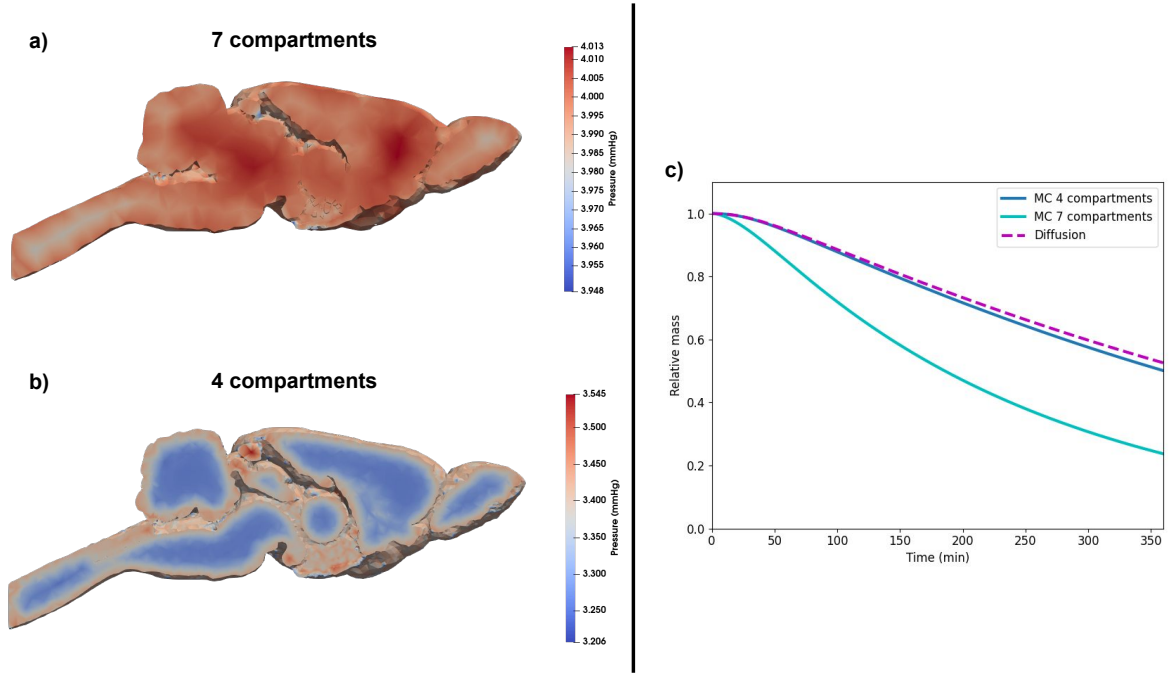 a)
7 compartments
4.013
4.010
4.005
4.000
3.995
3.990
3.985
3.980
3.975
3.970
3.965
3.960
3.955
3.948
Pressure (mmHg)
b)
4 compartments
3.545
3.500
3.450
3.400
3.350
3.300
3.250
3.206
Pressure (mmHg)
c)
MC 4 compartments
MC 7 compartments
Diffusion
1.0
0.8
0.6
0.4
0.2
0.0
Relative mass
0 50 100 150 200 250 300 350
Time (min)